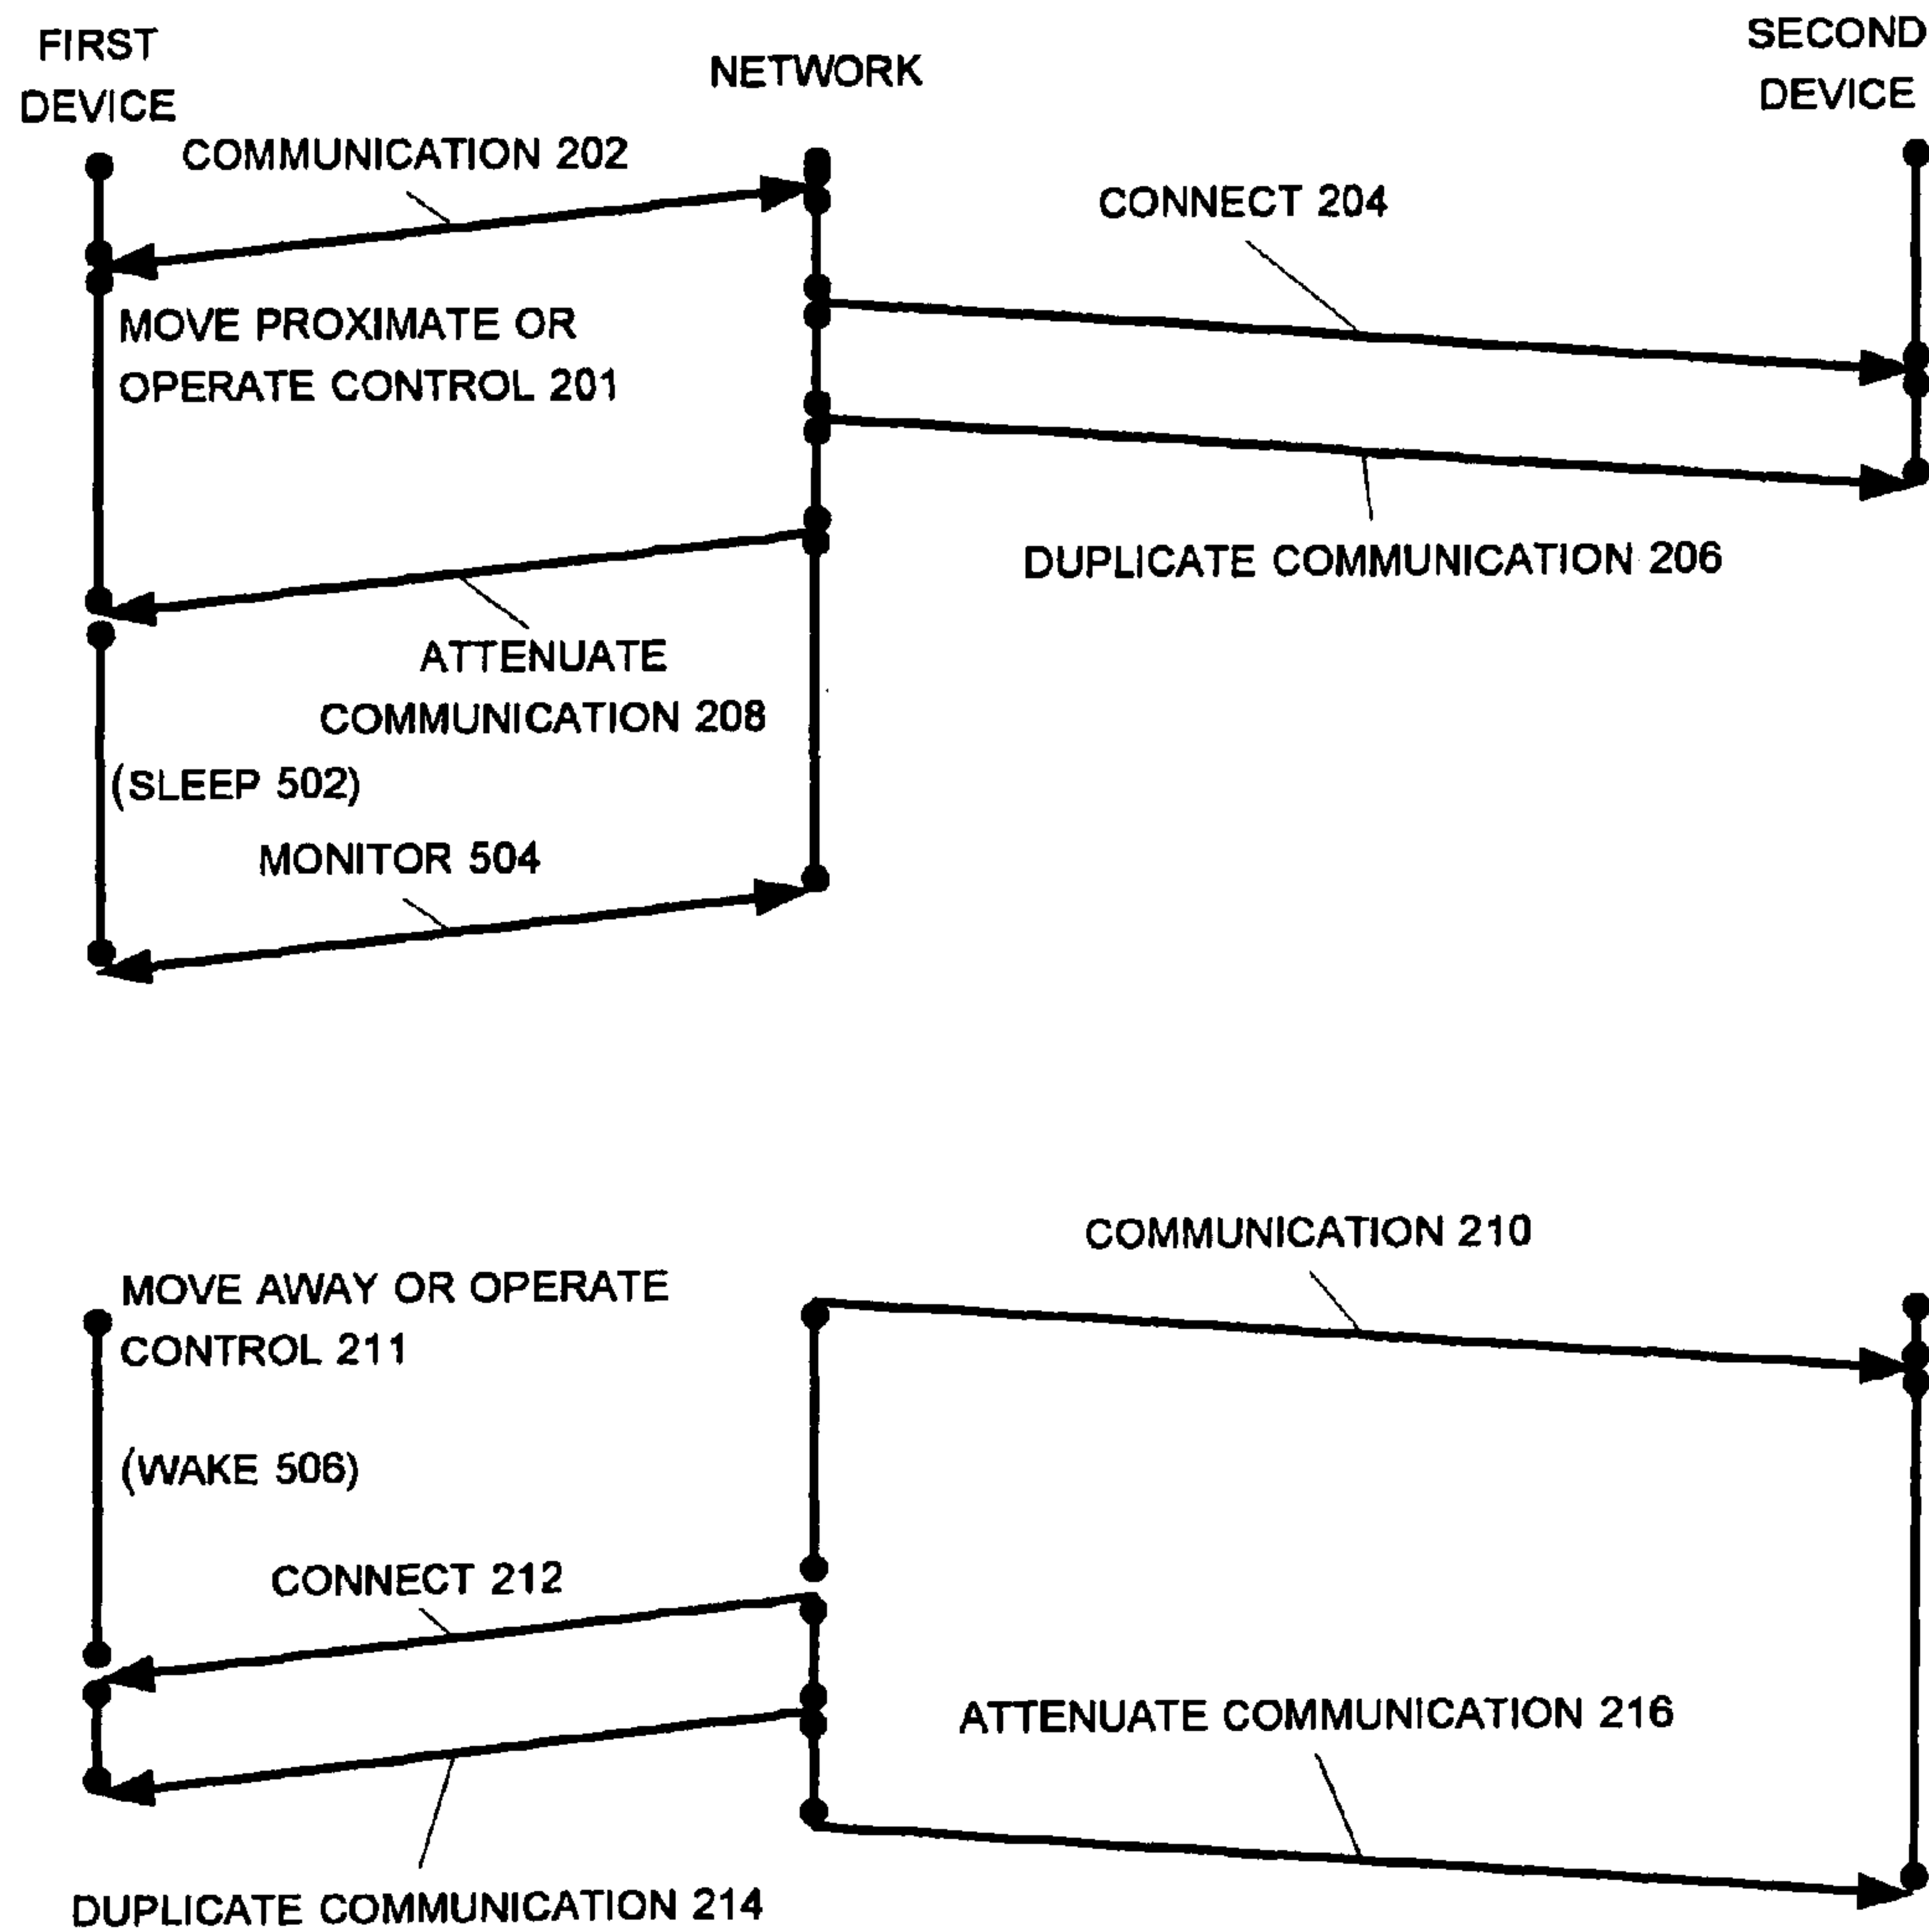 FIRST
DEVICE
NETWORK
SECOND
DEVICE
COMMUNICATION 202
CONNECT 204
MOVE PROXIMATE OR
OPERATE CONTROL 201
DUPLICATE COMMUNICATION 206
ATTENUATE
COMMUNICATION 208
(SLEEP 502)
MONITOR 504
COMMUNICATION 210
MOVE AWAY OR OPERATE
CONTROL 211
(WAKE 506)
CONNECT 212
ATTENUATE COMMUNICATION 216
DUPLICATE COMMUNICATION 214